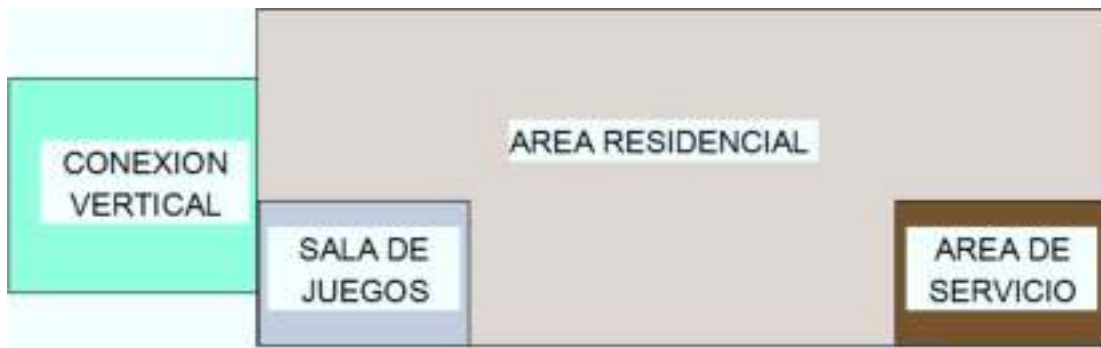 AREA RESIDENCIAL
CONEXION
VERTICAL
SALA DE
JUEGOS
AREA DE
SERVICIO